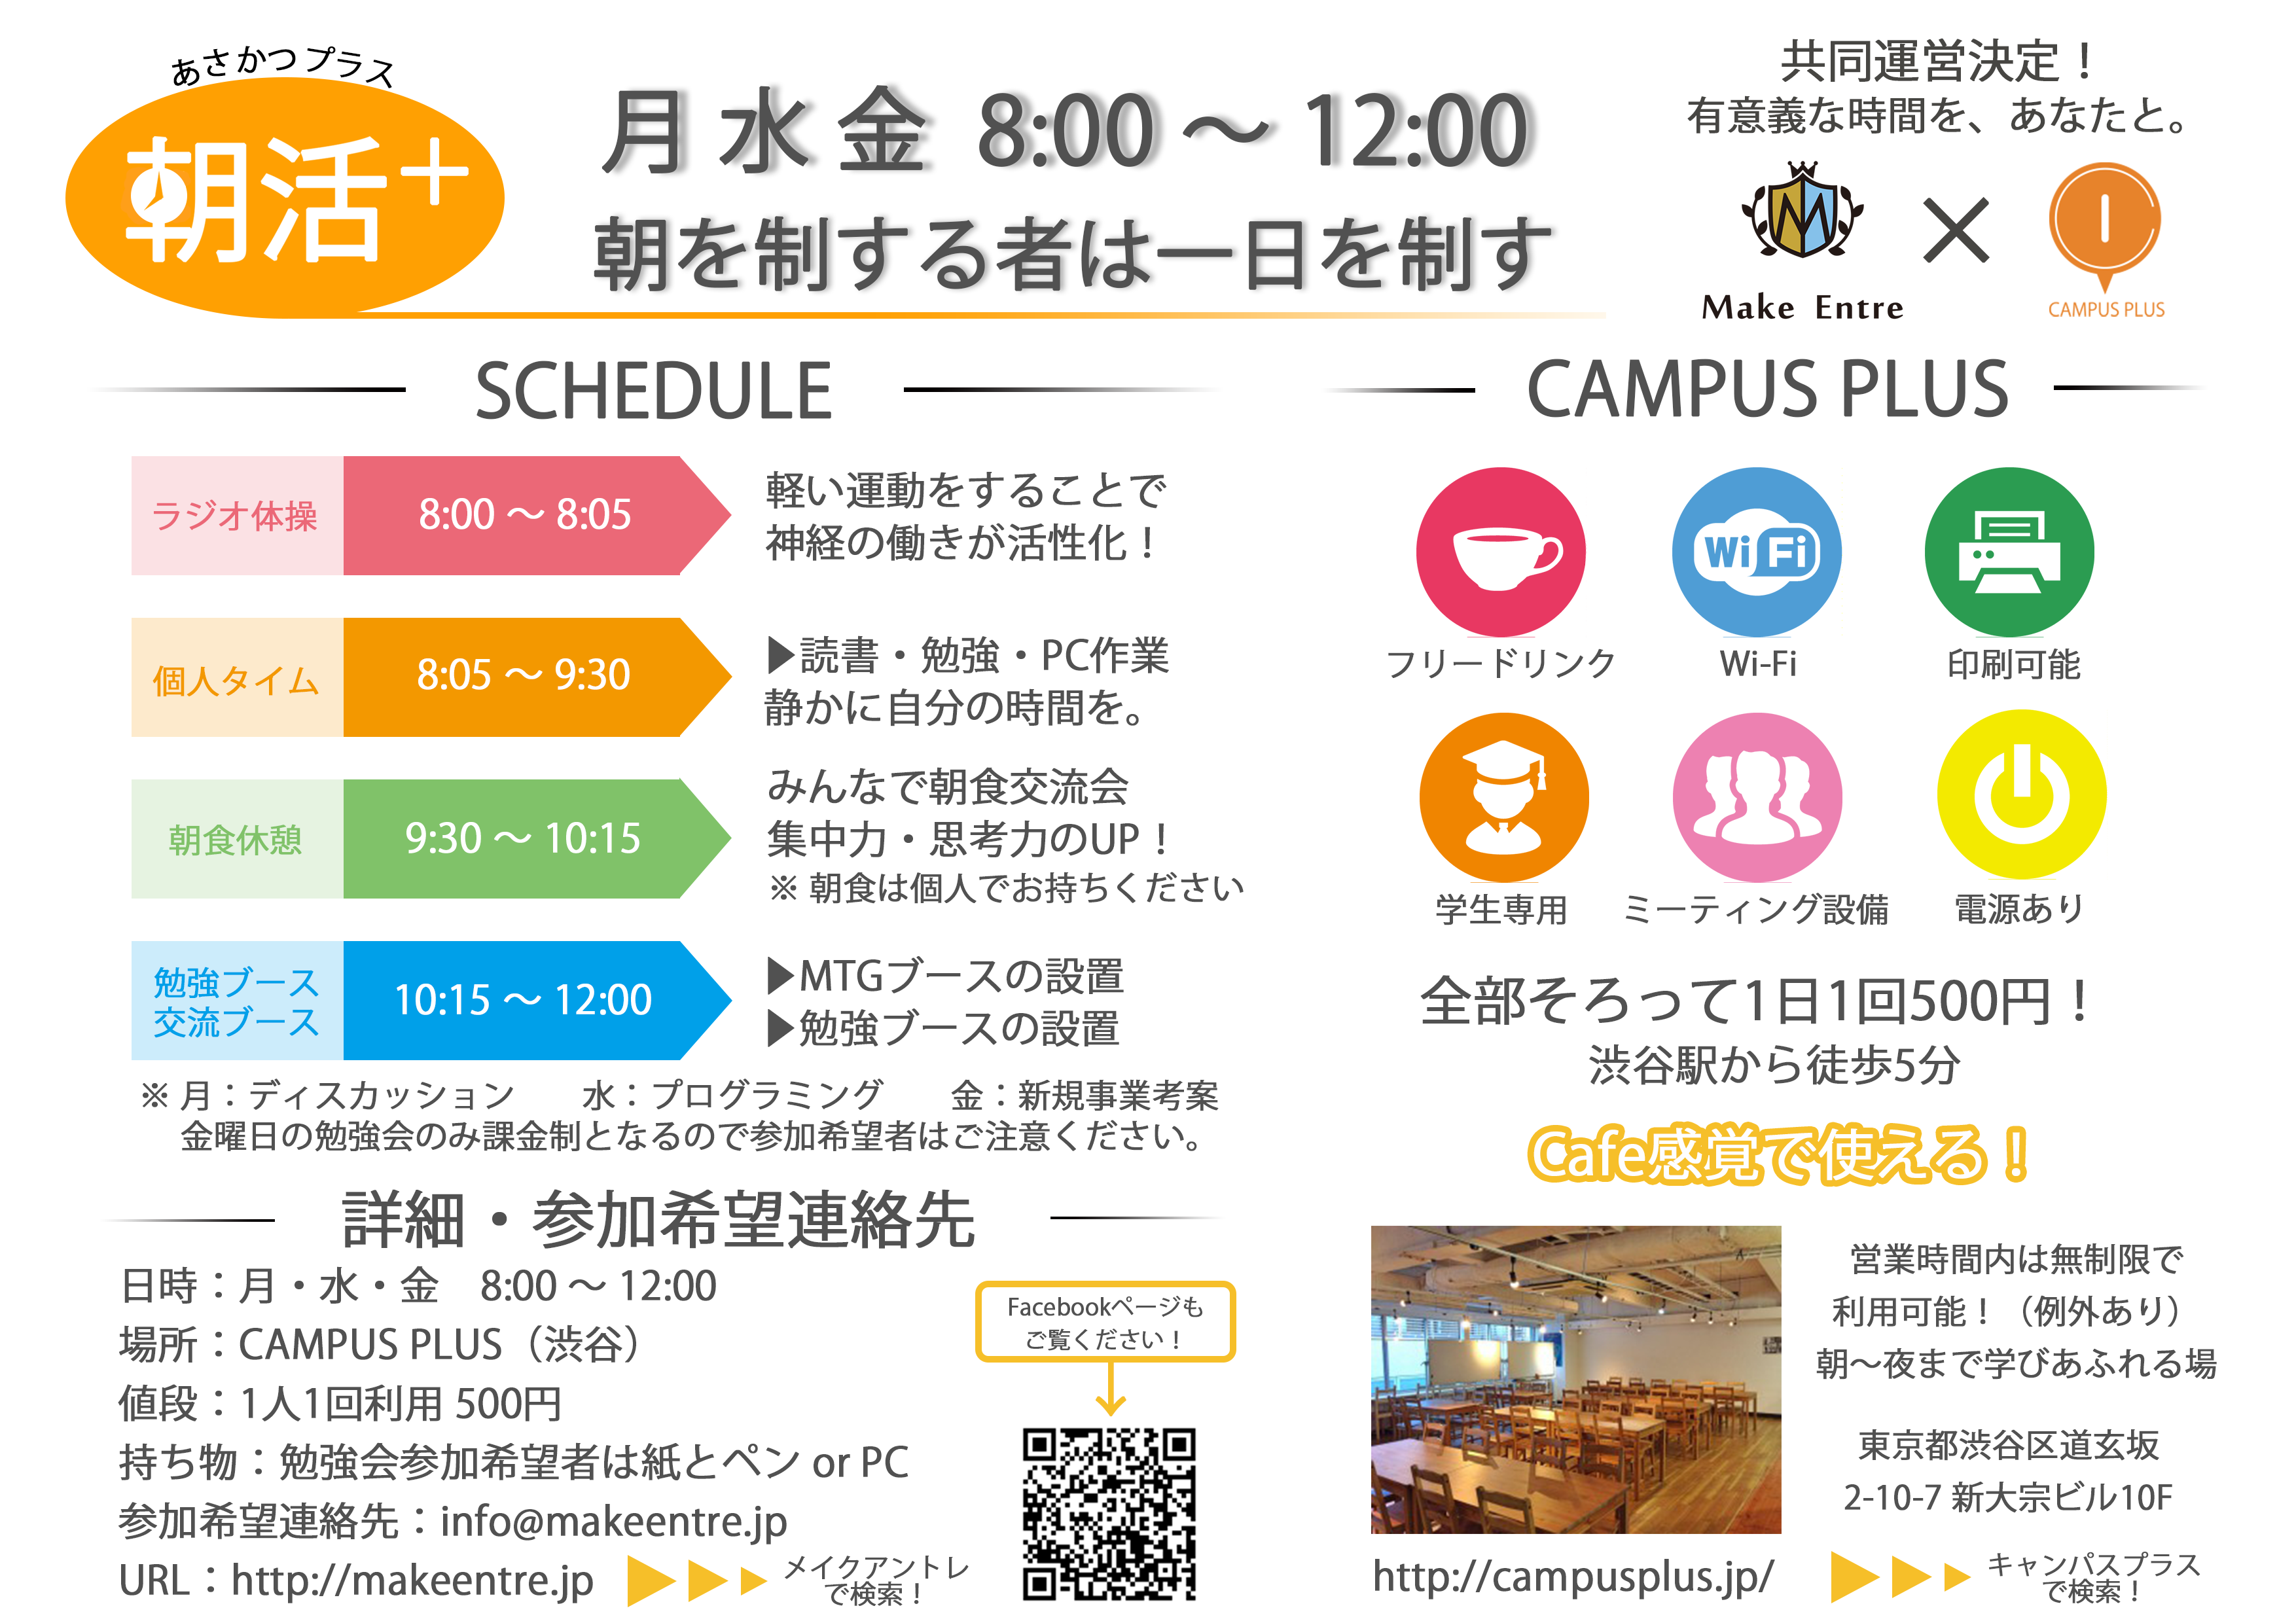 あさかつプラス
朝活+
月 水 金 8:00 ～ 12:00
朝を制する者は一日を制す
共同運営決定！
有意義な時間を、あなたと。
Make Entre
×
CAMPUS PLUS
SCHEDULE
ラジオ体操
8:00 ～ 8:05
軽い運動をすることで
神経の働きが活性化！
個人タイム
8:05 ～ 9:30
▶読書・勉強・PC作業
静かに自分の時間を。
朝食休憩
9:30 ～ 10:15
みんなで朝食交流会
集中力・思考力のUP！
※ 朝食は個人でお持ちください
勉強ブース
交流ブース
10:15 ～ 12:00
▶MTGブースの設置
▶勉強ブースの設置
※ 月：ディスカッション　　水：プログラミング　　金：新規事業考案
金曜日の勉強会のみ課金制となるので参加希望者はご注意ください。
詳細・参加希望連絡先
日時：月・水・金　8:00 ～ 12:00
場所：CAMPUS PLUS（渋谷）
値段：1人1回利用 500円
持ち物：勉強会参加希望者は紙とペン or PC
参加希望連絡先：info@makeentre.jp
URL：http://makeentre.jp
メイクアントレ
で検索！
Facebookページも
ご覧ください！
CAMPUS PLUS
Wi Fi
フリードリンク
Wi-Fi
印刷可能
学生専用
ミーティング設備
電源あり
全部そろって1日1回500円！
渋谷駅から徒歩5分
Cafe感覚で使える！
営業時間内は無制限で
利用可能！（例外あり）
朝～夜まで学びあふれる場
東京都渋谷区道玄坂
2-10-7 新大宗ビル10F
http://campusplus.jp/
キャンパスプラス
で検索！